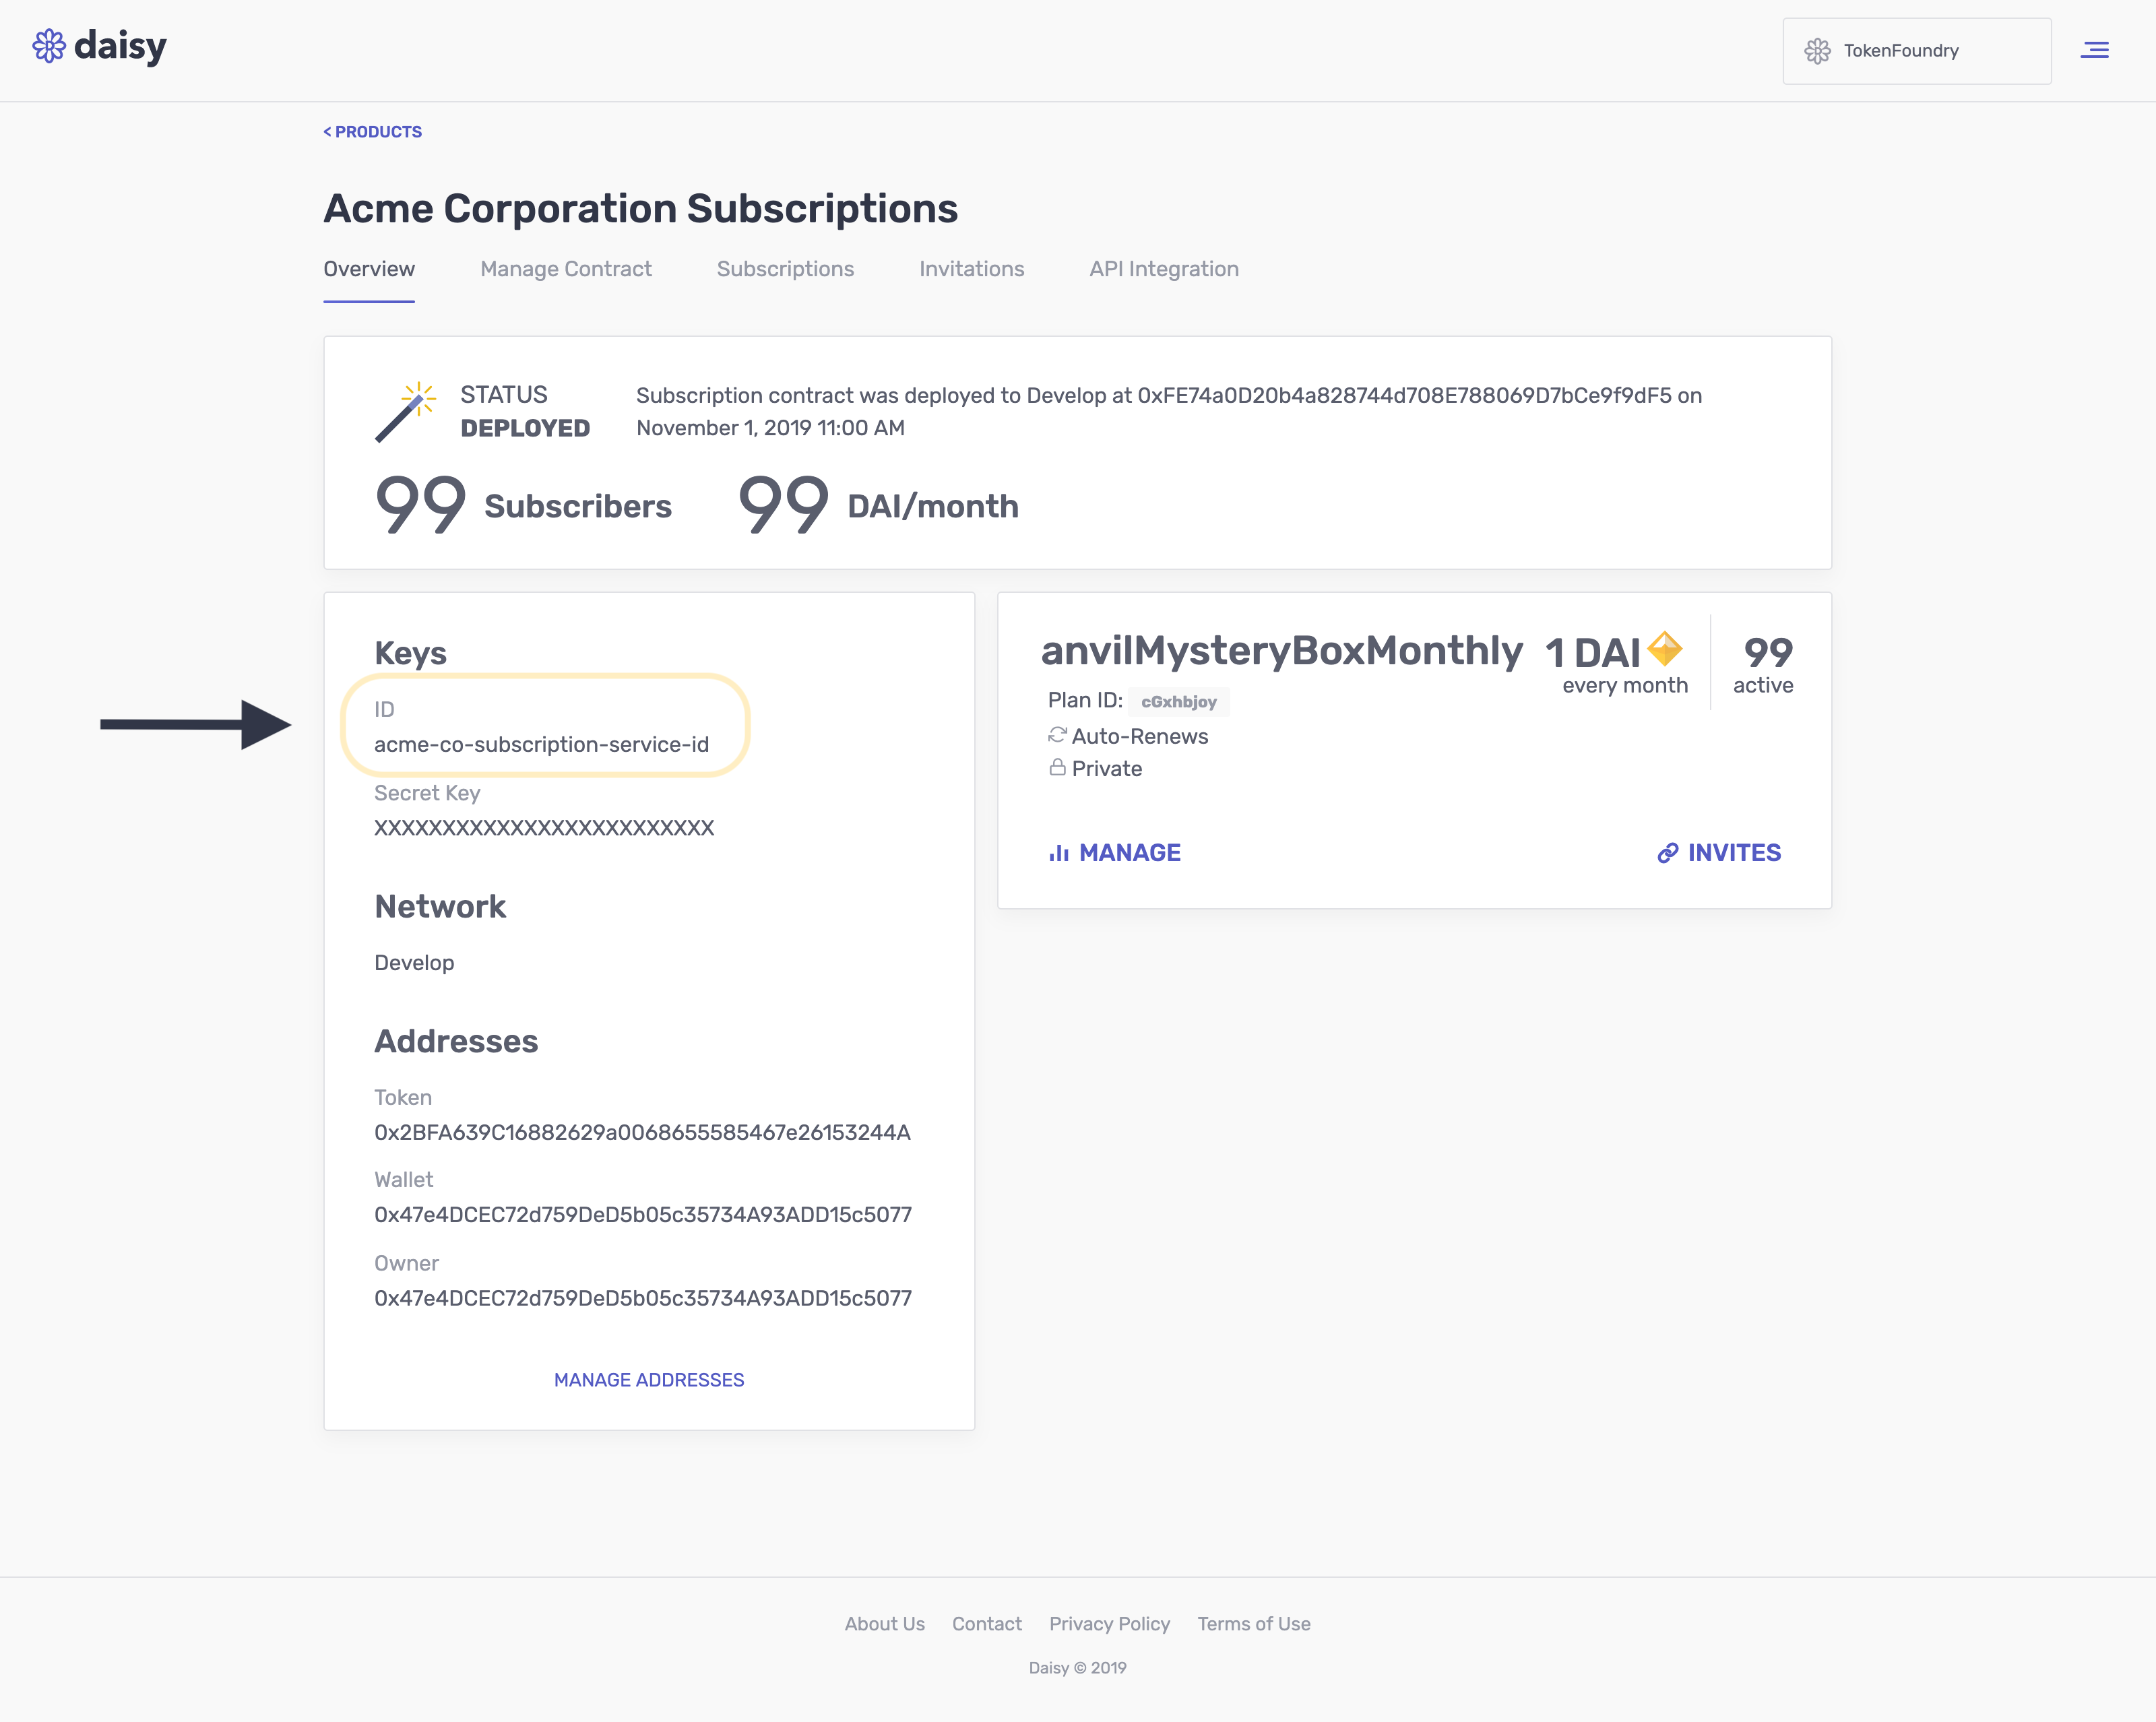 daisy
TokenFoundry
< PRODUCTS
Acme Corporation Subscriptions
Overview Manage Contract Subscriptions Invitations API Integration
STATUS
DEPLOYED
Subscription contract was deployed to Develop at 0xFE74a0D20b4a828744d708E788069D7bCe9f9dF5 on
November 1, 2019 11:00 AM
99 Subscribers 99 DAI/month
Keys
ID
acme-co-subscription-service-id
Secret Key
XXXXXXXXXXXXXXXXXXXXXXXXX
Network
Develop
Addresses
Token
0x2BFA639C16882629a0068655585467e26153244A
Wallet
0x47e4DCEC72d759DeD5b05c35734A93ADD15c5077
Owner
0x47e4DCEC72d759DeD5b05c35734A93ADD15c5077
MANAGE ADDRESSES
anvilMysteryBoxMonthly
1 DAI
every month
99
active
Plan ID: cGxhbjoy
Auto-Renews
Private
MANAGE
INVITES
About Us Contact Privacy Policy Terms of Use
Daisy © 2019